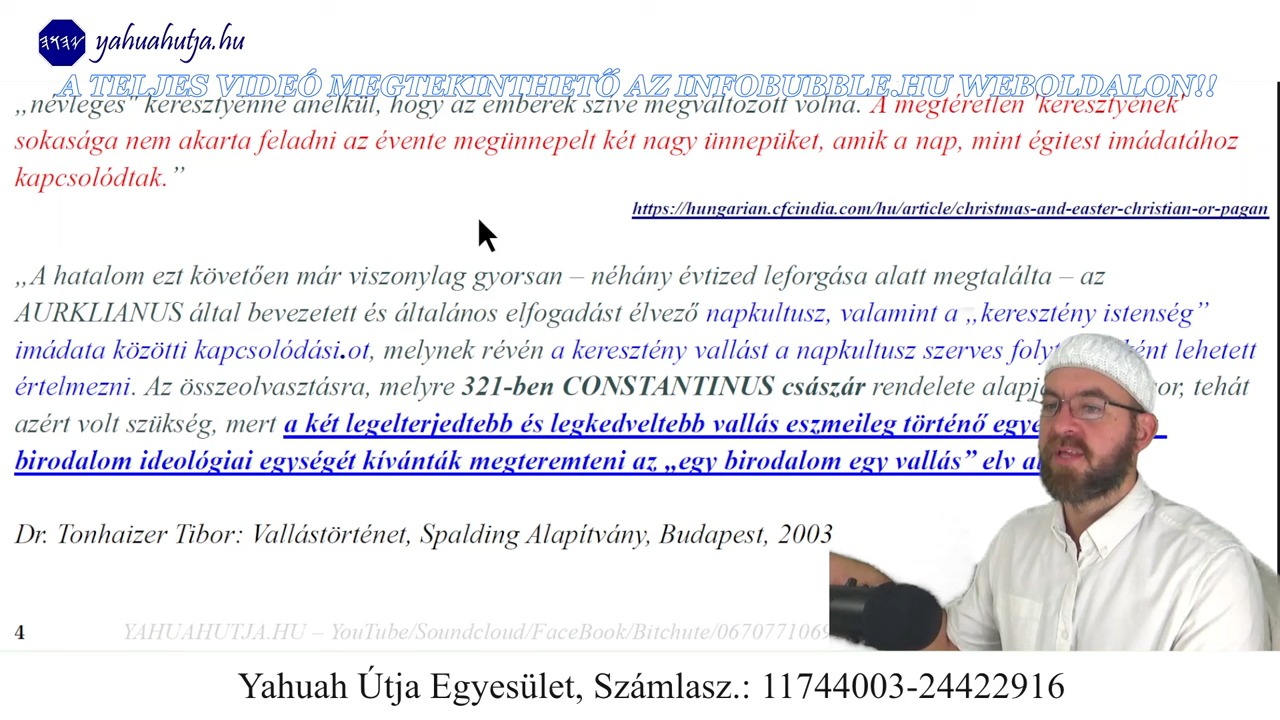 yahuahutja.hu
A TELJES VIDEÓ MEGTEKINTHETŐ AZ INFOBUBBLE.HU WEBOLDALON!!
„névleges" keresztyénné anélkül, hogy az emberek szíve megváltozott volna. A megtéretlen 'keresztyének'
sokasága nem akarta feladni az évente megünnepelt két nagy ünnepüket, amik a nap, mint égitest imádatához
kapcsolódtak.”
https://hungarian.cfcindia.com/hu/article/christmas-and-easter-christian-or-pagan
„A hatalom ezt követően már viszonylag gyorsan – néhány évtized leforgása alatt megtalálta – az
AURKLIANUS által bevezetett és általános elfogadást élvező napkultusz, valamint a „keresztény istenség”
imádata közötti kapcsolódási.ot, melynek révén a keresztény vallást a napkultusz szerves lehetett
értelmezni. Az összeolvasztásra, melyre 321-ben CONSTANTINUS császár rendelete tehát
azért volt szükség, mert a két legelterjedtebb és legkedveltebb vallás eszmeileg történő
birodalom ideológiai egységét kívánták megteremteni az „egy birodalom egy vallás” elv
Dr. Tonhaizer Tibor: Vallástörténet, Spalding Alapítvány, Budapest, 2003
4 YAHUAHUTJA.HU – YouTube/Soundcloud/FaceBook/Bitchute/
Yahuah Útja Egyesület, Számlasz.: 11744003-24422916